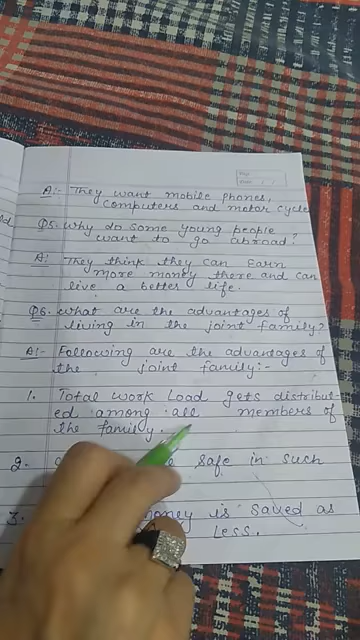 A:- They want mobile phones,
computers and motor cycle
Q5. Why do some young people
want to go abroad?
A:- They think they can Earn
more money there and can
live a better life.
Q6. What are the advantages of
living in the joint family?
A:- Following are the advantages of
the joint family:-
1. Total work Load gets distribut-
ed among all members of
the family.
2. safe in such
3. money is saved as
Less.